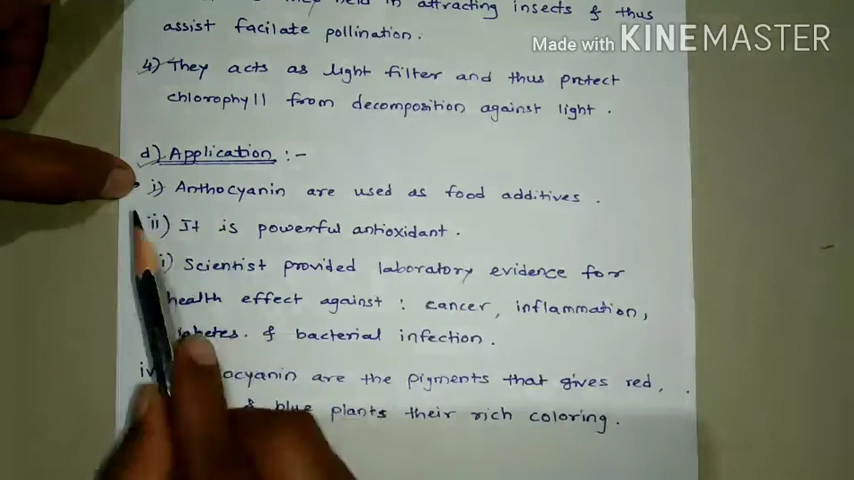 held in attracting insects & thus
assist facilate pollination.
Made with KINEMASTER
4) They acts as light filter and thus protect
chlorophyll from decomposition against light.
d) Application :-
i) Anthocyanin are used as food additives.
ii) It is powerful antioxidant.
i) Scientist provided laboratory evidence for
health effect against : cancer, inflammation,
& bacterial infection.
are the pigments that gives red,
& blue plants their rich coloring.